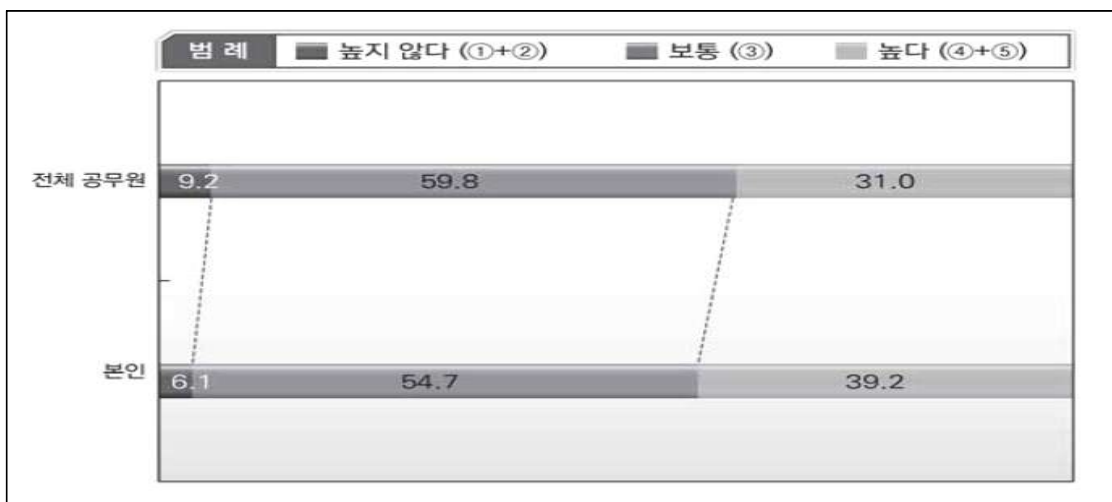 범 례 높지 않다 (①+②) 보통 (③) 높다 (④+⑤)
전체 공무원 9.2 59.8 31.0
본인 6.1 54.7 39.2